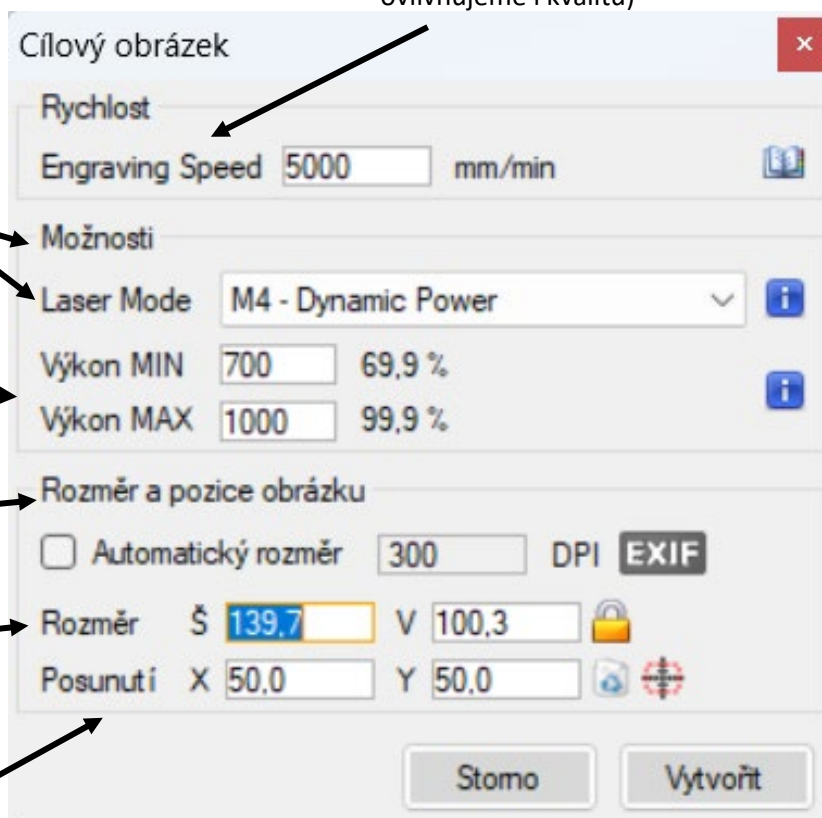 ovlivňujeme i kvalitu)
Cílový obrázek
Rychlost
Engraving Speed 5000 mm/min
Možnosti
Laser Mode M4 - Dynamic Power
Výkon MIN 700 69,9 %
Výkon MAX 1000 99,9 %
Rozměr a pozice obrázku
Automatický rozměr 300 DPI EXIF
Rozměr Š 139,7 V 100,3
Posunutí X 50,0 Y 50,0
Storno Vytvořit